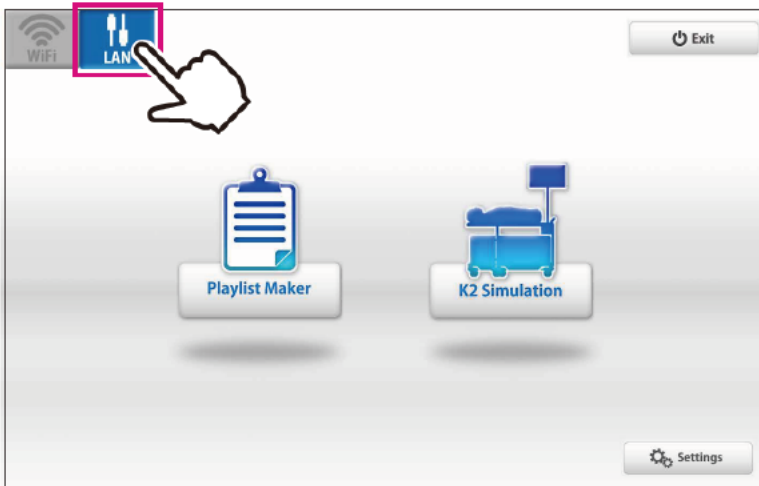 WiFi
LAN
Exit
Playlist Maker
K2 Simulation
Settings